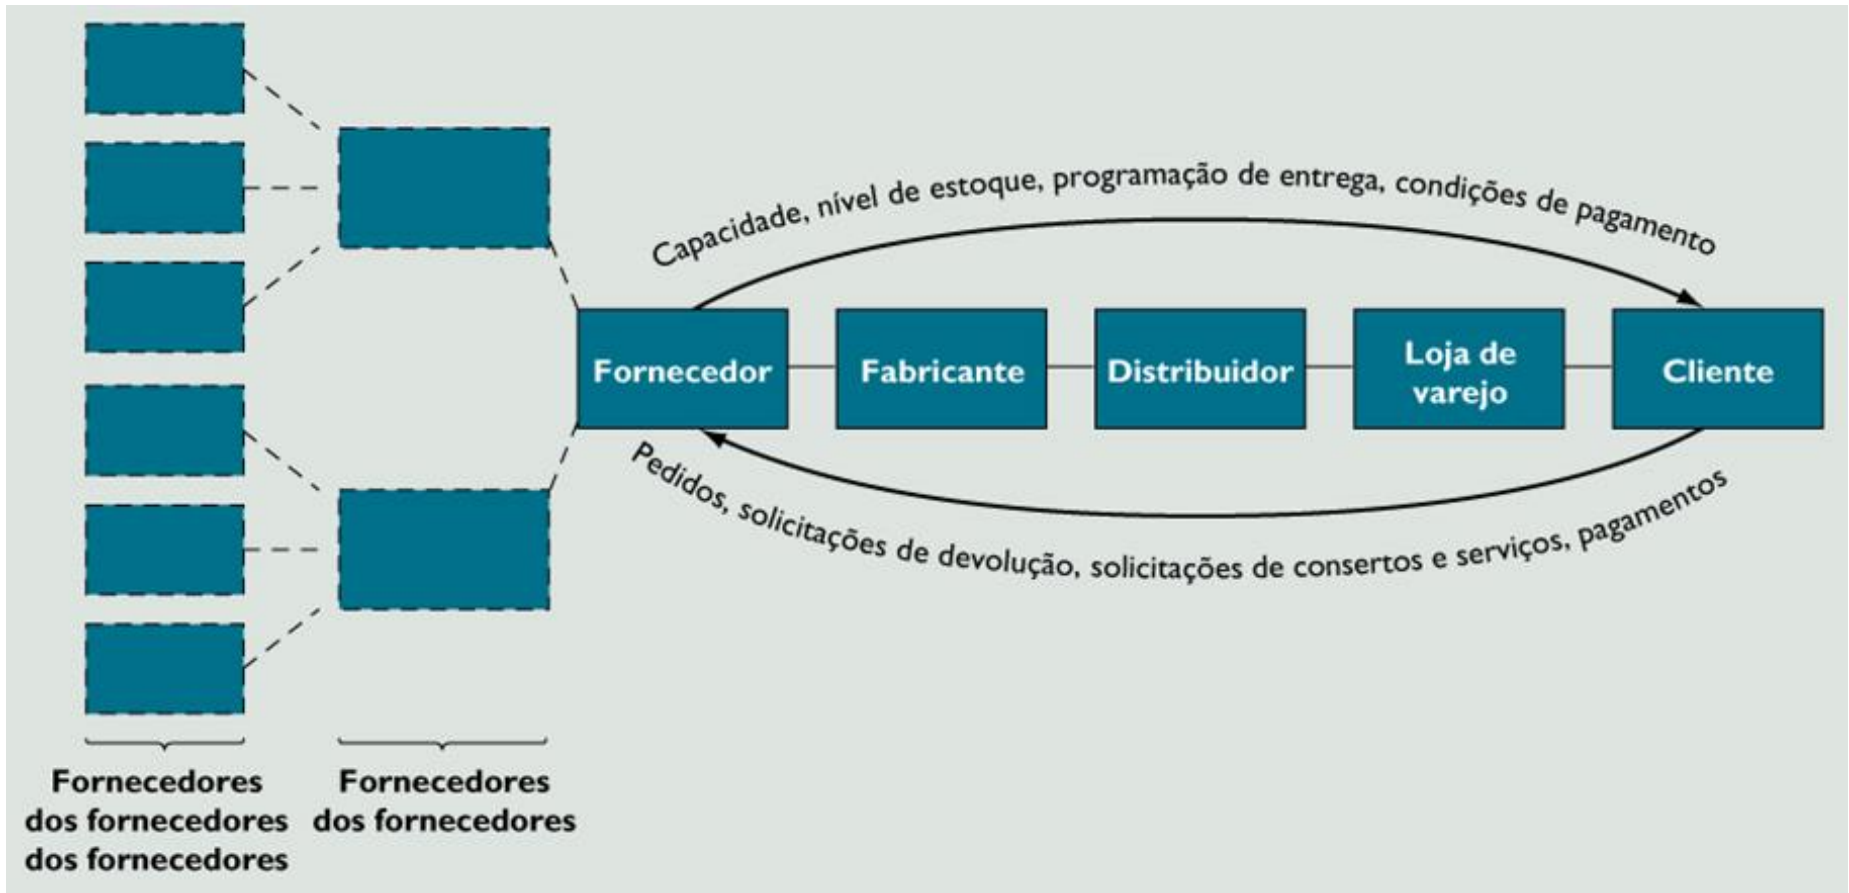 Capacidade, nível de estoque, programação de entrega, condições de pagamento
Fornecedor
Fabricante
Distribuidor
Loja de
varejo
Cliente
Pedidos, solicitações de devolução, solicitações de consertos e serviços, pagamentos
Fornecedores
dos fornecedores
dos fornecedores
Fornecedores
dos fornecedores